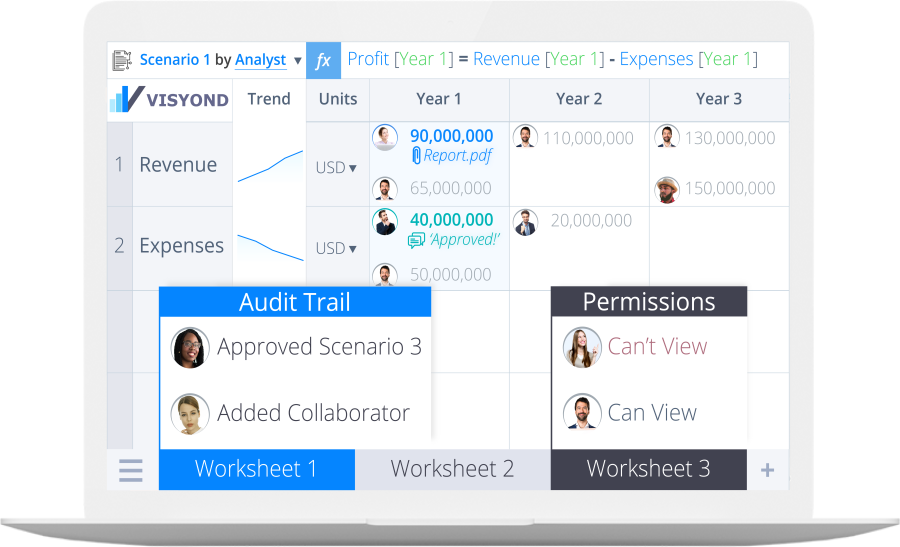 Scenario 1 by Analyst ▾ fx Profit [Year 1] = Revenue [Year 1] - Expenses [Year 1]
VISYOND Trend Units Year 1 Year 2 Year 3
1 Revenue USD ▾ 90,000,000 110,000,000 130,000,000
Report.pdf
65,000,000 150,000,000
2 Expenses USD ▾ 40,000,000 20,000,000
‘Approved!’
50,000,000
Audit Trail
Approved Scenario 3
Added Collaborator
Permissions
Can’t View
Can View
Worksheet 1 Worksheet 2 Worksheet 3 +